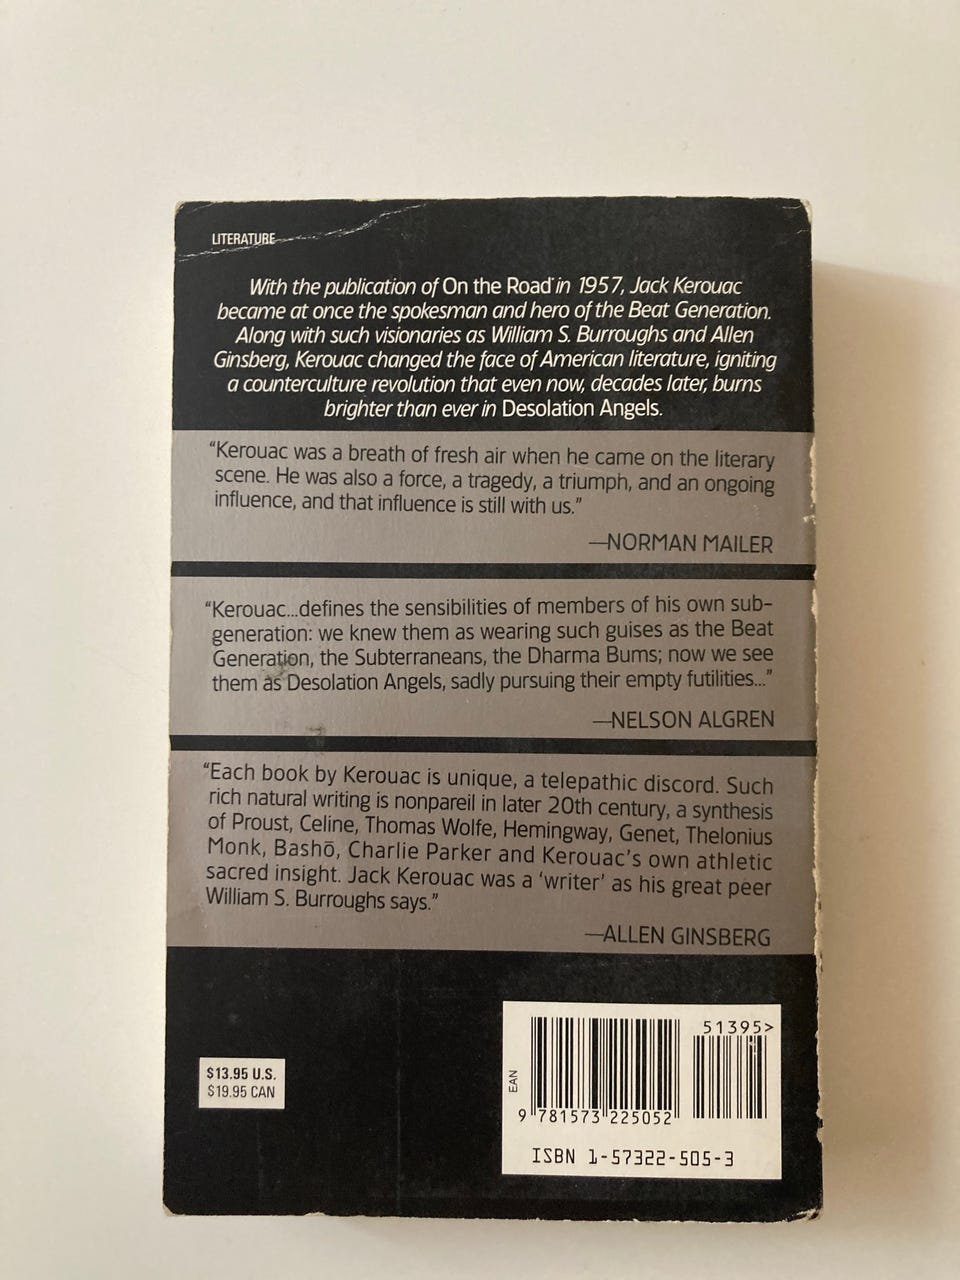 LITERATURE
With the publication of On the Road in 1957, Jack Kerouac
became at once the spokesman and hero of the Beat Generation.
Along with such visionaries as William S. Burroughs and Allen
Ginsberg, Kerouac changed the face of American literature, igniting
a counterculture revolution that even now, decades later, burns
brighter than ever in Desolation Angels.
“Kerouac was a breath of fresh air when he came on the literary
scene. He was also a force, a tragedy, a triumph, and an ongoing
influence, and that influence is still with us.”
—NORMAN MAILER
“Kerouac...defines the sensibilities of members of his own sub-
generation: we knew them as wearing such guises as the Beat
Generation, the Subterraneans, the Dharma Bums; now we see
them as Desolation Angels, sadly pursuing their empty futilities...”
—NELSON ALGREN
“Each book by Kerouac is unique, a telepathic discord. Such
rich natural writing is nonpareil in later 20th century, a synthesis
of Proust, Celine, Thomas Wolfe, Hemingway, Genet, Thelonius
Monk, Bashō, Charlie Parker and Kerouac's own athletic
sacred insight. Jack Kerouac was a ‘writer’ as his great peer
William S. Burroughs says.”
—ALLEN GINSBERG
$13.95 U.S.
$19.95 CAN
EAN
51395>
9 781573 225052
ISBN 1-57322-505-3